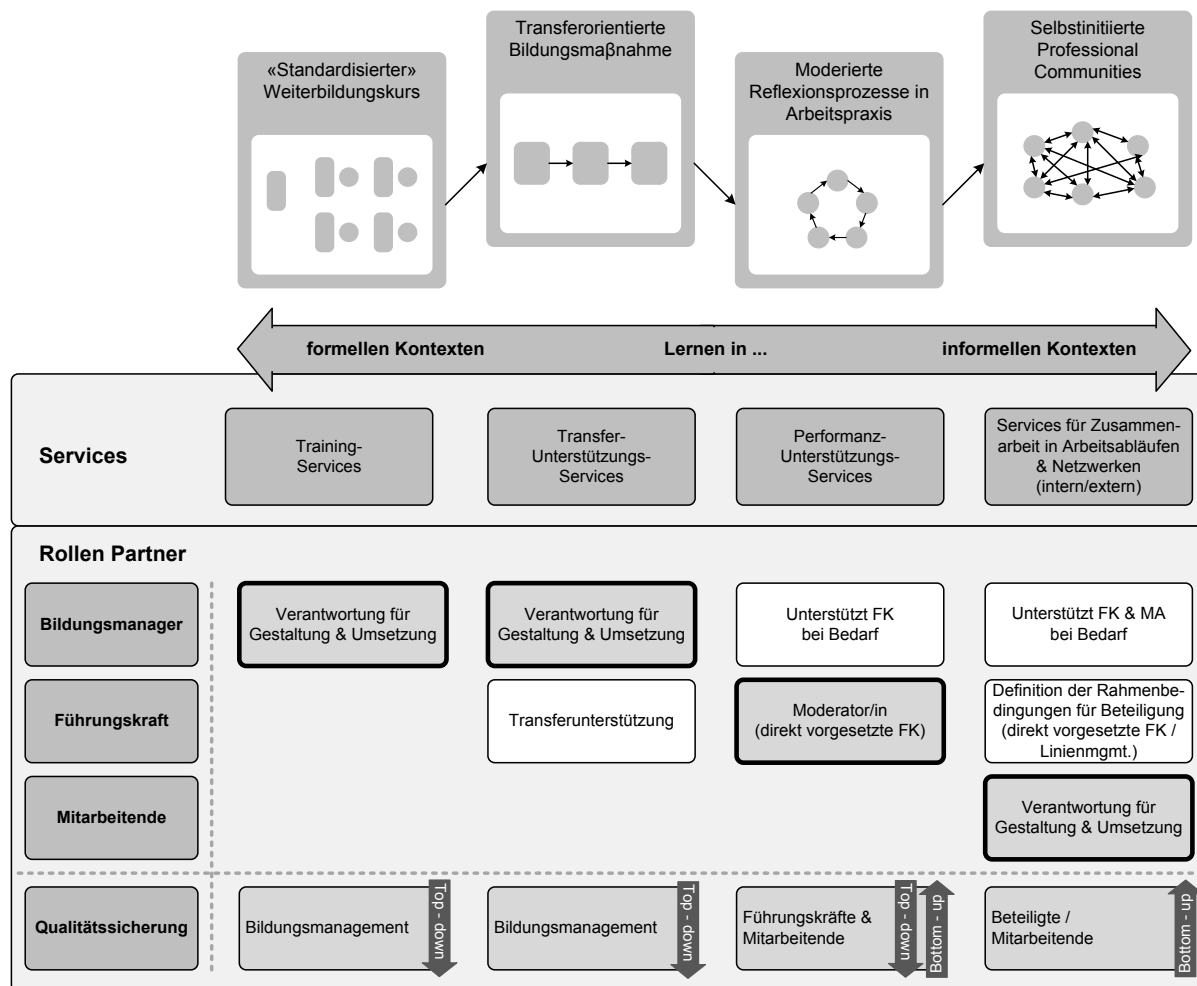 «Standardisierter»
Weiterbildungskurs
Transferorientierte
Bildungsmaßnahme
Moderierte
Reflexionsprozesse in
Arbeitspraxis
Selbstinitiierte
Professional
Communities
formellen Kontexten
Lernen in ...
informellen Kontexten
Services
Training-
Services
Transfer-
Unterstützungs-
Services
Performanz-
Unterstützungs-
Services
Services für Zusammen-
arbeit in Arbeitsabläufen
& Netzwerken
(intern/extern)
Rollen Partner
Bildungsmanager
Verantwortung für
Gestaltung & Umsetzung
Verantwortung für
Gestaltung & Umsetzung
Unterstützt FK
bei Bedarf
Unterstützt FK & MA
bei Bedarf
Führungskraft
Transferunterstützung
Moderator/in
(direkt vorgesetzte FK)
Definition der Rahmenbe-
dingungen für Beteiligung
(direkt vorgesetzte FK /
Linienmgmt.)
Mitarbeitende
Verantwortung für
Gestaltung & Umsetzung
Qualitätssicherung
Bildungsmanagement
Top - down
Bildungsmanagement
Top - down
Führungskräfte &
Mitarbeitende
Top - down
Bottom - up
Beteiligte /
Mitarbeitende
Bottom - up